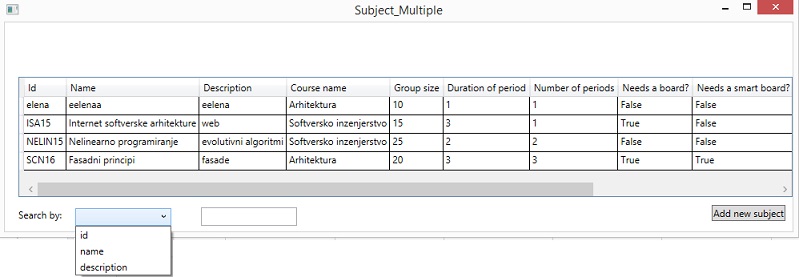 Subject_Multiple
Id Name Description Course name Group size Duration of period Number of periods Needs a board? Needs a smart board?
elena eelenaa eelena Arhitektura 10 1 1 False False
ISA15 Internet softverske arhitekture web Softversko inzenjerstvo 15 3 1 True False
NELIN15 Nelinearno programiranje evolutivni algoritmi Softversko inzenjerstvo 25 2 2 False False
SCN16 Fasadni principi fasade Arhitektura 20 3 3 True True
Search by: Add new subject
id
name
description